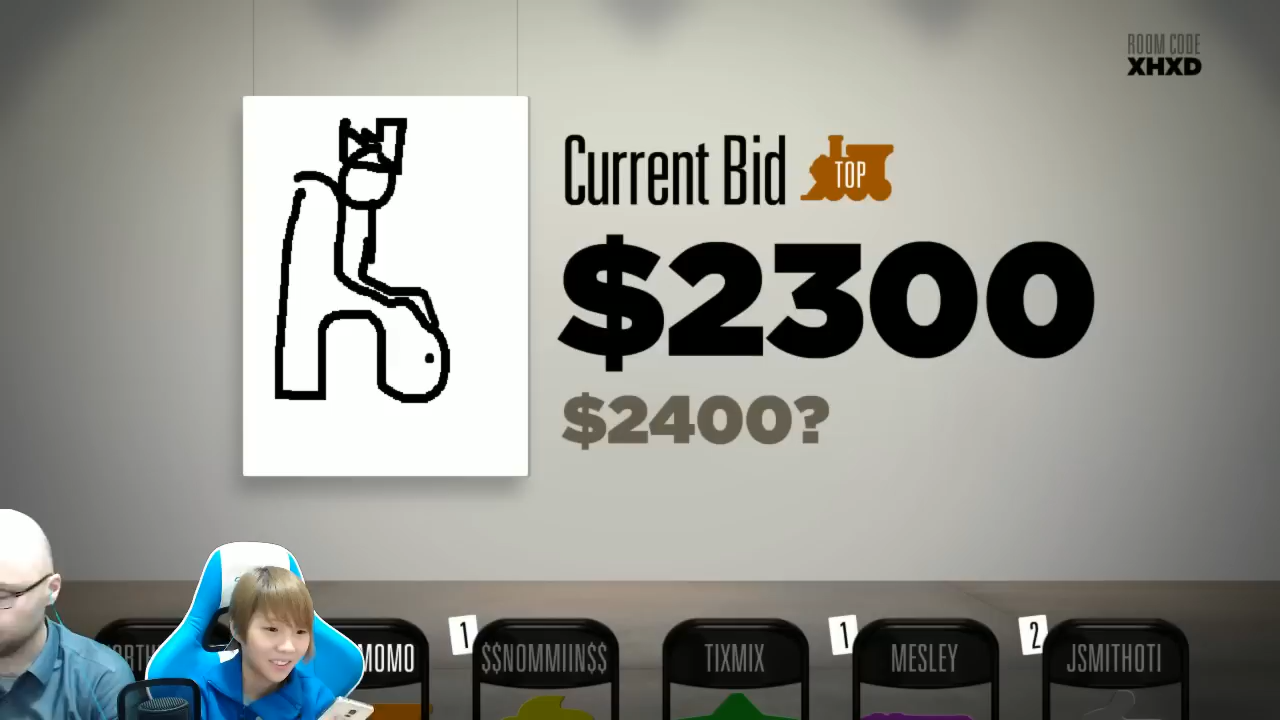 ROOM CODE
XHXD
Current Bid TOP
$2300
$2400?
1 1 2
MOMO $$NOMMIIN$$ TIXMIX MESLEY JSMITHOTI